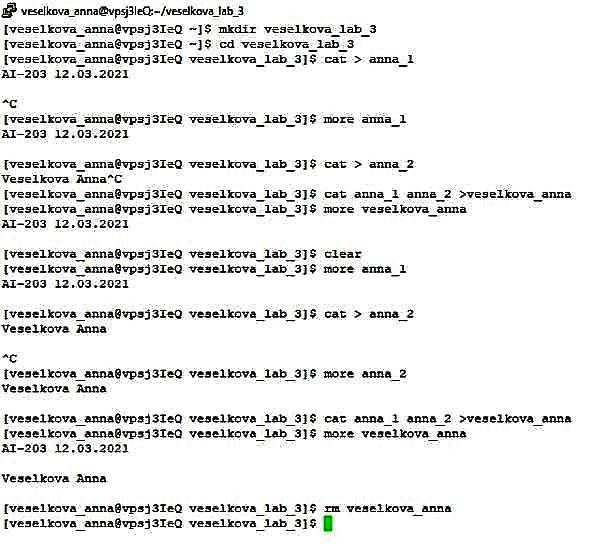 veselkova_anna@vpsj3IeQ:~/veselkova_lab_3
[veselkova_anna@vpsj3IeQ ~]$ mkdir veselkova_lab_3
[veselkova_anna@vpsj3IeQ ~]$ cd veselkova_lab_3
[veselkova_anna@vpsj3IeQ veselkova_lab_3]$ cat > anna_1
AI-203 12.03.2021
^C
[veselkova_anna@vpsj3IeQ veselkova_lab_3]$ more anna_1
AI-203 12.03.2021
[veselkova_anna@vpsj3IeQ veselkova_lab_3]$ cat > anna_2
Veselkova Anna^C
[veselkova_anna@vpsj3IeQ veselkova_lab_3]$ cat anna_1 anna_2 >veselkova_anna
[veselkova_anna@vpsj3IeQ veselkova_lab_3]$ more veselkova_anna
AI-203 12.03.2021
[veselkova_anna@vpsj3IeQ veselkova_lab_3]$ clear
[veselkova_anna@vpsj3IeQ veselkova_lab_3]$ more anna_1
AI-203 12.03.2021
[veselkova_anna@vpsj3IeQ veselkova_lab_3]$ cat > anna_2
Veselkova Anna
^C
[veselkova_anna@vpsj3IeQ veselkova_lab_3]$ more anna_2
Veselkova Anna
[veselkova_anna@vpsj3IeQ veselkova_lab_3]$ cat anna_1 anna_2 >veselkova_anna
[veselkova_anna@vpsj3IeQ veselkova_lab_3]$ more veselkova_anna
AI-203 12.03.2021
Veselkova Anna
[veselkova_anna@vpsj3IeQ veselkova_lab_3]$ rm veselkova_anna
[veselkova_anna@vpsj3IeQ veselkova_lab_3]$